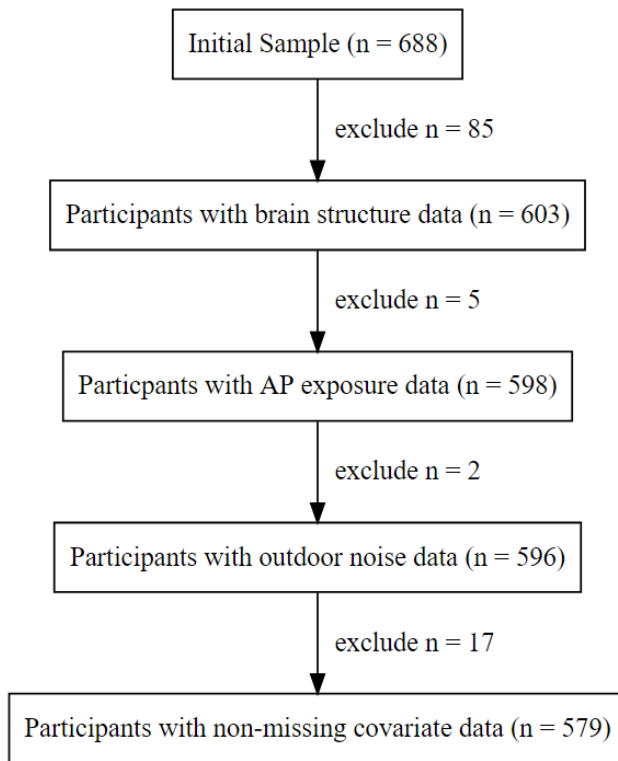 Initial Sample (n = 688)
exclude n = 85
Participants with brain structure data (n = 603)
exclude n = 5
Particpants with AP exposure data (n = 598)
exclude n = 2
Participants with outdoor noise data (n = 596)
exclude n = 17
Participants with non-missing covariate data (n = 579)